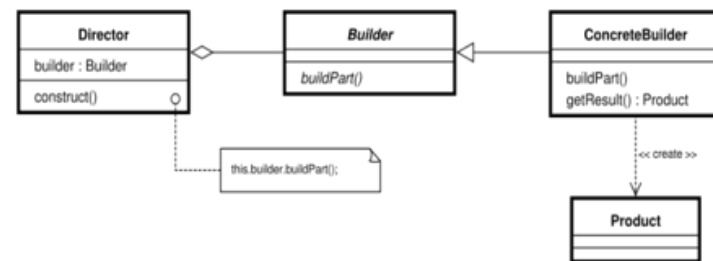 Director
builder : Builder
construct()
this.builder.buildPart();
Builder
buildPart()
ConcreteBuilder
buildPart()
getResult() : Product
<< create >>
Product